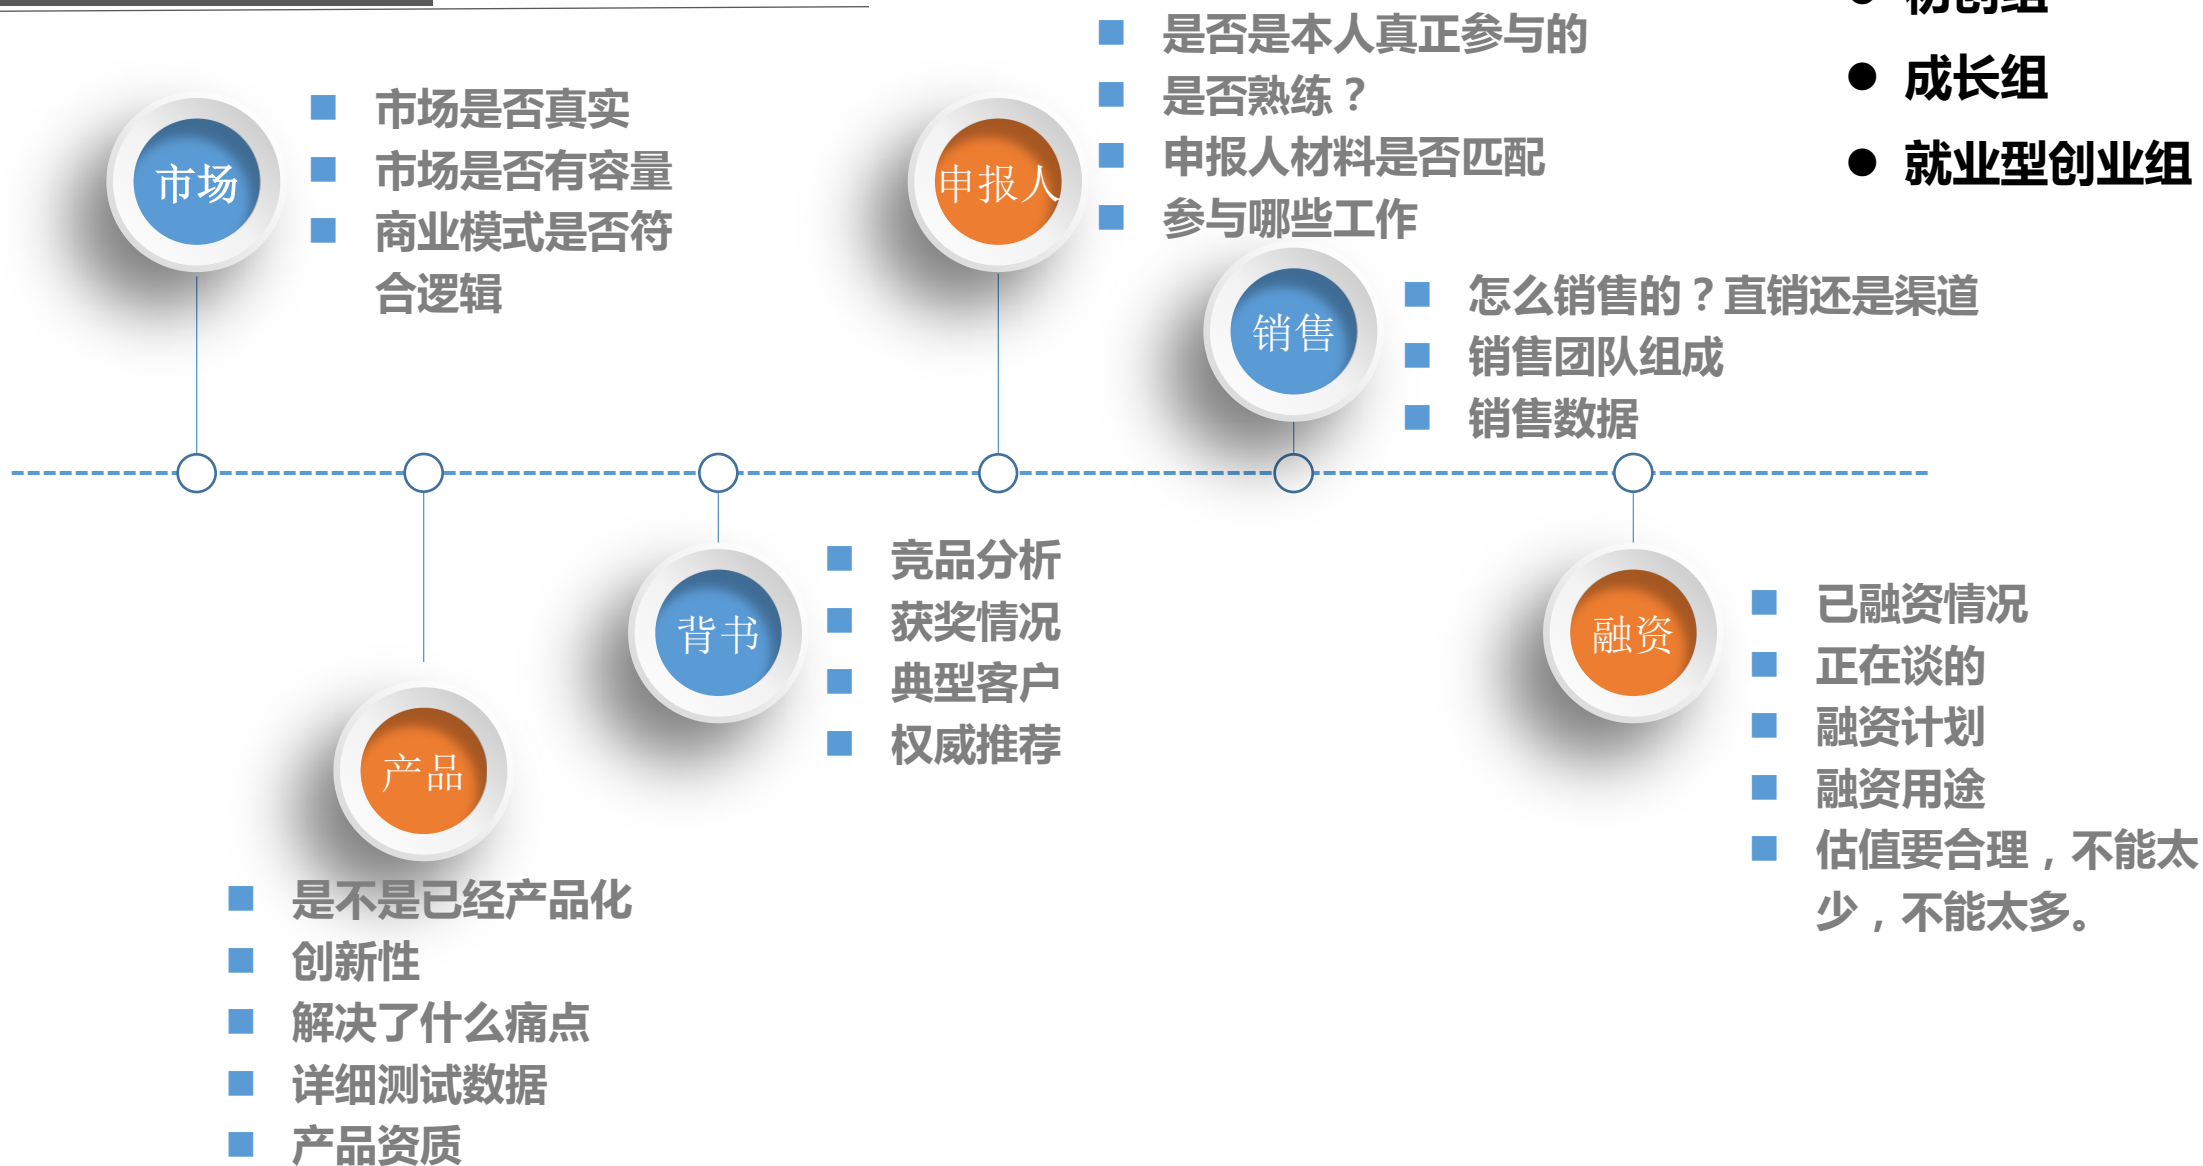 市场
市场是否真实
市场是否有容量
商业模式是否符
合逻辑
产品
是不是已经产品化
创新性
解决了什么痛点
详细测试数据
产品资质
背书
竞品分析
获奖情况
典型客户
权威推荐
申报人
是否是本人真正参与的
是否熟练？
申报人材料是否匹配
参与哪些工作
销售
怎么销售的？直销还是渠道
销售团队组成
销售数据
融资
已融资情况
正在谈的
融资计划
融资用途
估值要合理，不能太
少，不能太多。
初创组
成长组
就业型创业组